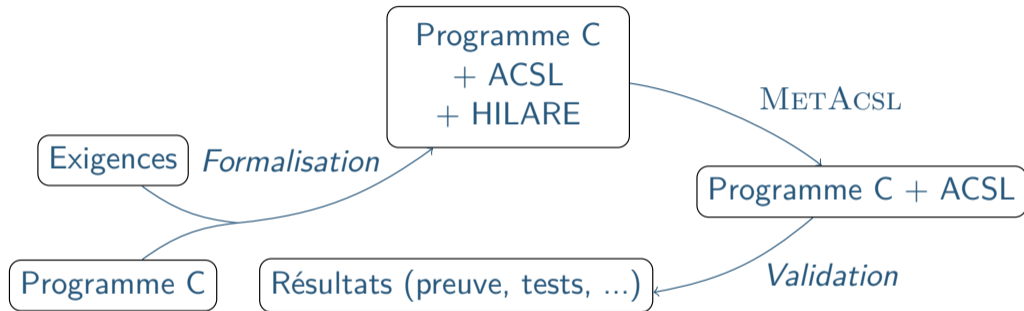 Programme C
+ ACSL
+ HILARE
METACSL
Exigences
Formalisation
Programme C + ACSL
Programme C
Résultats (preuve, tests, ...)
Validation